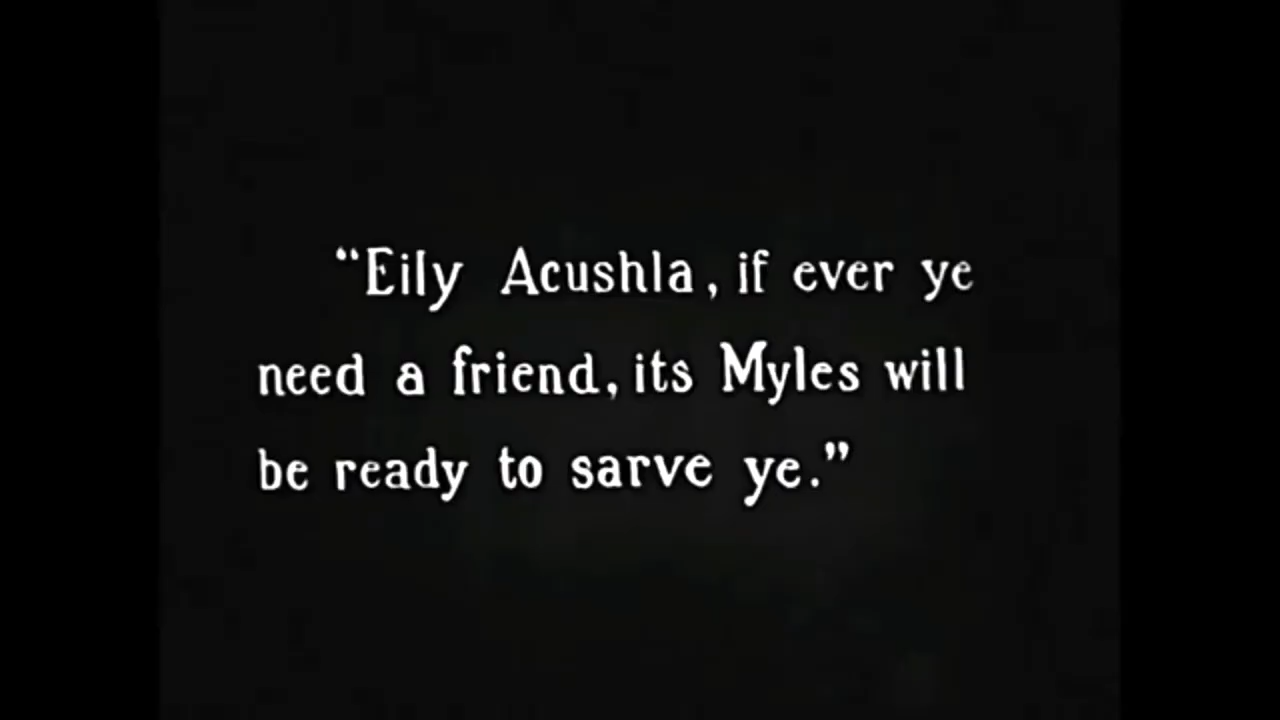 “Eily Acushla, if ever ye
need a friend, its Myles will
be ready to sarve ye.”